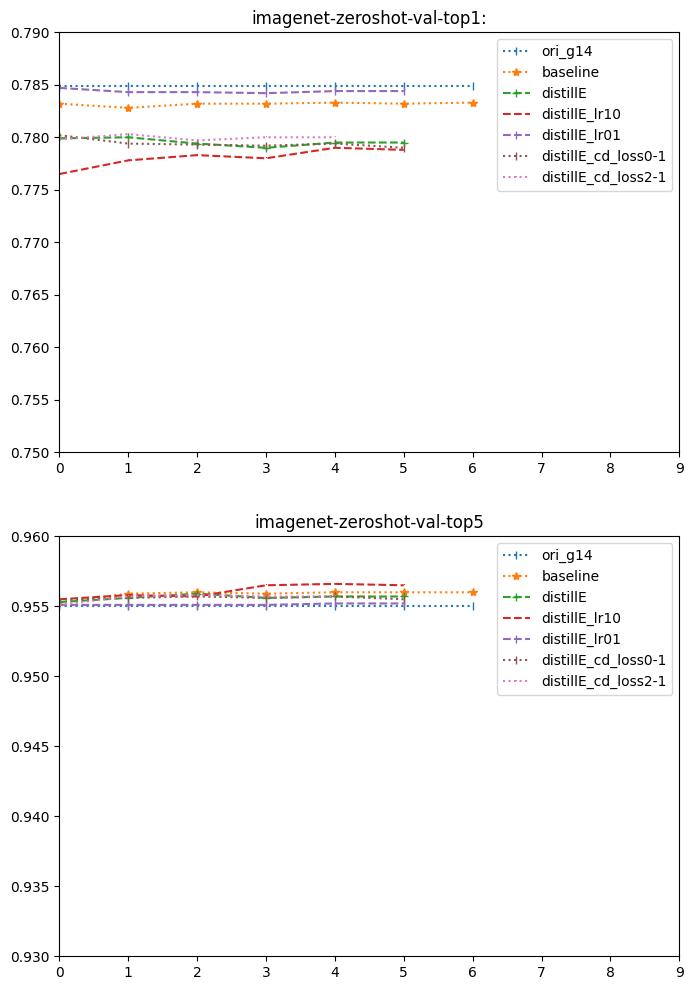 imagenet-zeroshot-val-top1:
0.790
0.785
0.780
0.775
0.770
0.765
0.760
0.755
0.750
0 1 2 3 4 5 6 7 8 9
ori_g14
baseline
distillE
distillE_lr10
distillE_lr01
distillE_cd_loss0-1
distillE_cd_loss2-1
imagenet-zeroshot-val-top5
0.960
0.955
0.950
0.945
0.940
0.935
0.930
0 1 2 3 4 5 6 7 8 9
ori_g14
baseline
distillE
distillE_lr10
distillE_lr01
distillE_cd_loss0-1
distillE_cd_loss2-1